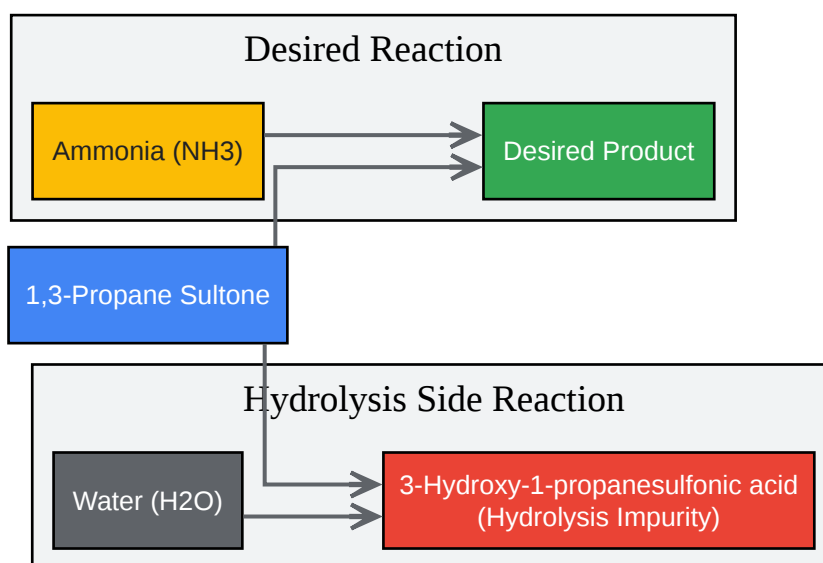 Desired Reaction
Ammonia (NH3)
Desired Product
1,3-Propane Sultone
Hydrolysis Side Reaction
Water (H2O)
3-Hydroxy-1-propanesulfonic acid
(Hydrolysis Impurity)